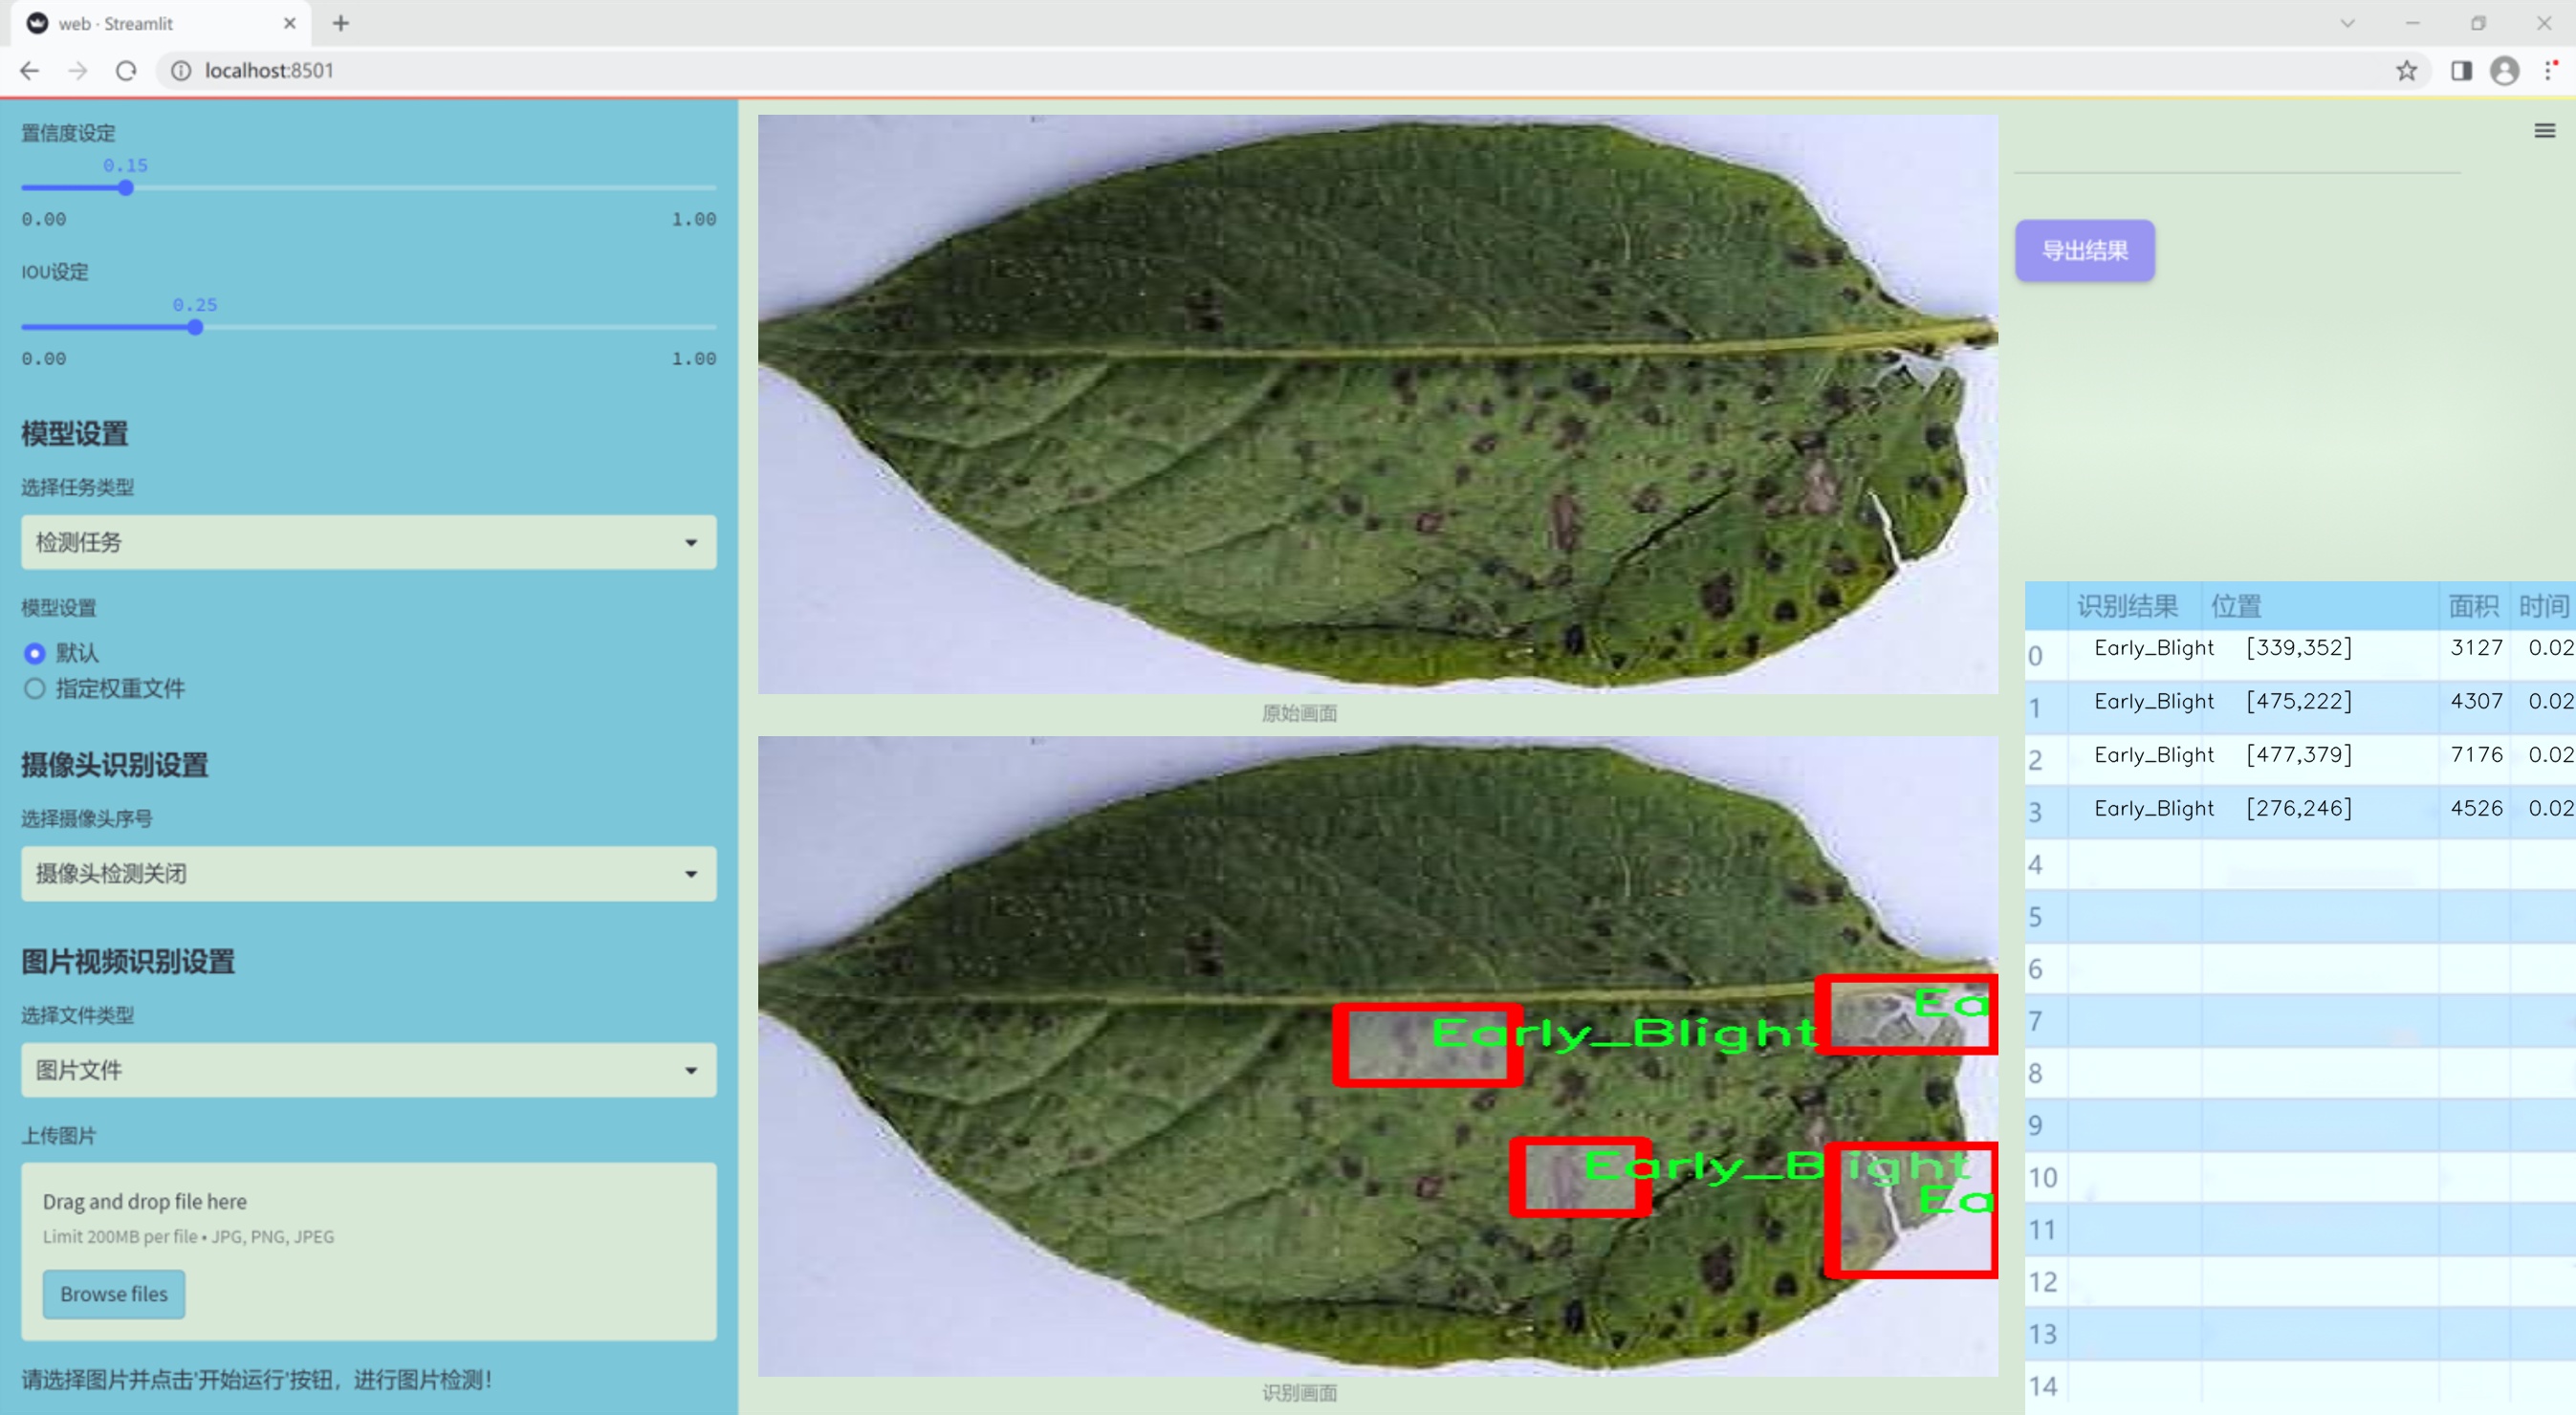 web · Streamlit
localhost:8501
置信度设定
0.15
0.00 1.00
IOU设定
0.25
0.00 1.00
模型设置
选择任务类型
检测任务
模型设置
默认
指定权重文件
摄像头识别设置
选择摄像头序号
摄像头检测关闭
图片视频识别设置
选择文件类型
图片文件
上传图片
Drag and drop file here
Limit 200MB per file • JPG, PNG, JPEG
Browse files
请选择图片并点击'开始运行'按钮，进行图片检测！
原始画面
Ea
Early_Blight
Early_Blight
Ea
识别画面
导出结果
识别结果 位置 面积 时间
0 Early_Blight [339,352] 3127 0.02
1 Early_Blight [475,222] 4307 0.02
2 Early_Blight [477,379] 7176 0.02
3 Early_Blight [276,246] 4526 0.02
4
5
6
7
8
9
10
11
12
13
14